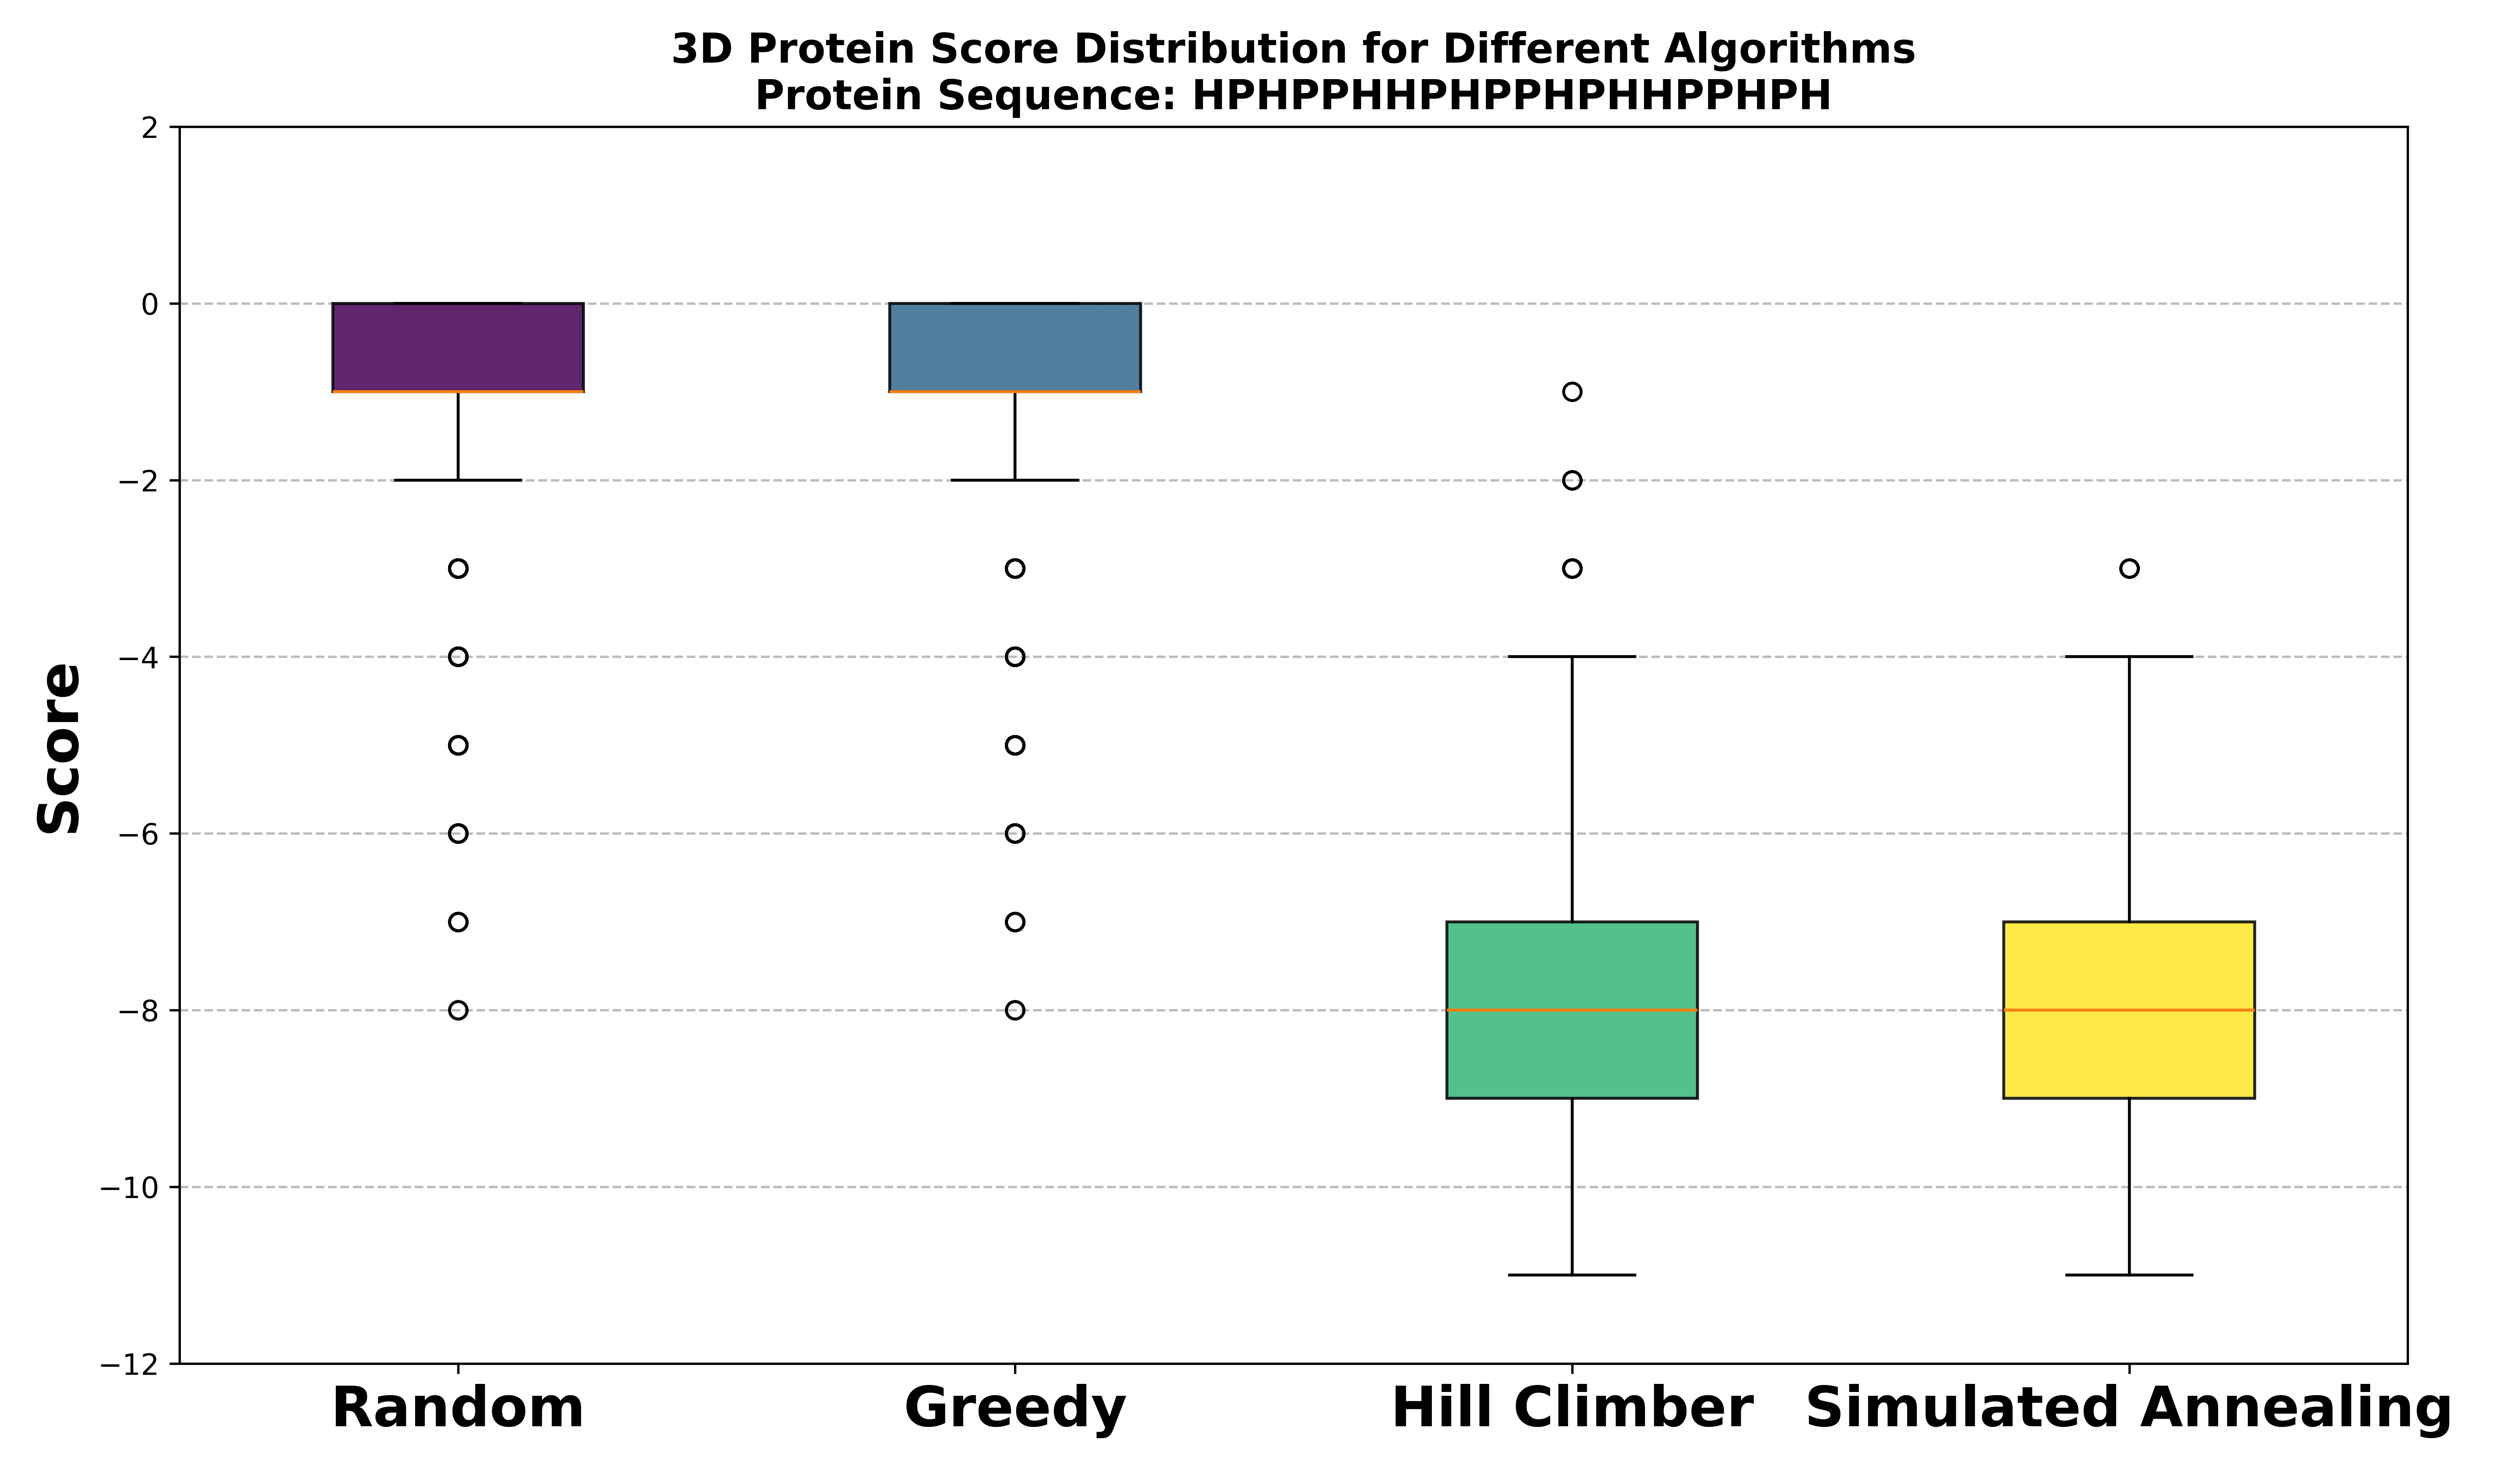 3D Protein Score Distribution for Different Algorithms
Protein Sequence: HPHPPHHPHPPHPHHPPHPH
2
0
−2
−4
−6
−8
−10
−12
Score
Random
Greedy
Hill Climber
Simulated Annealing